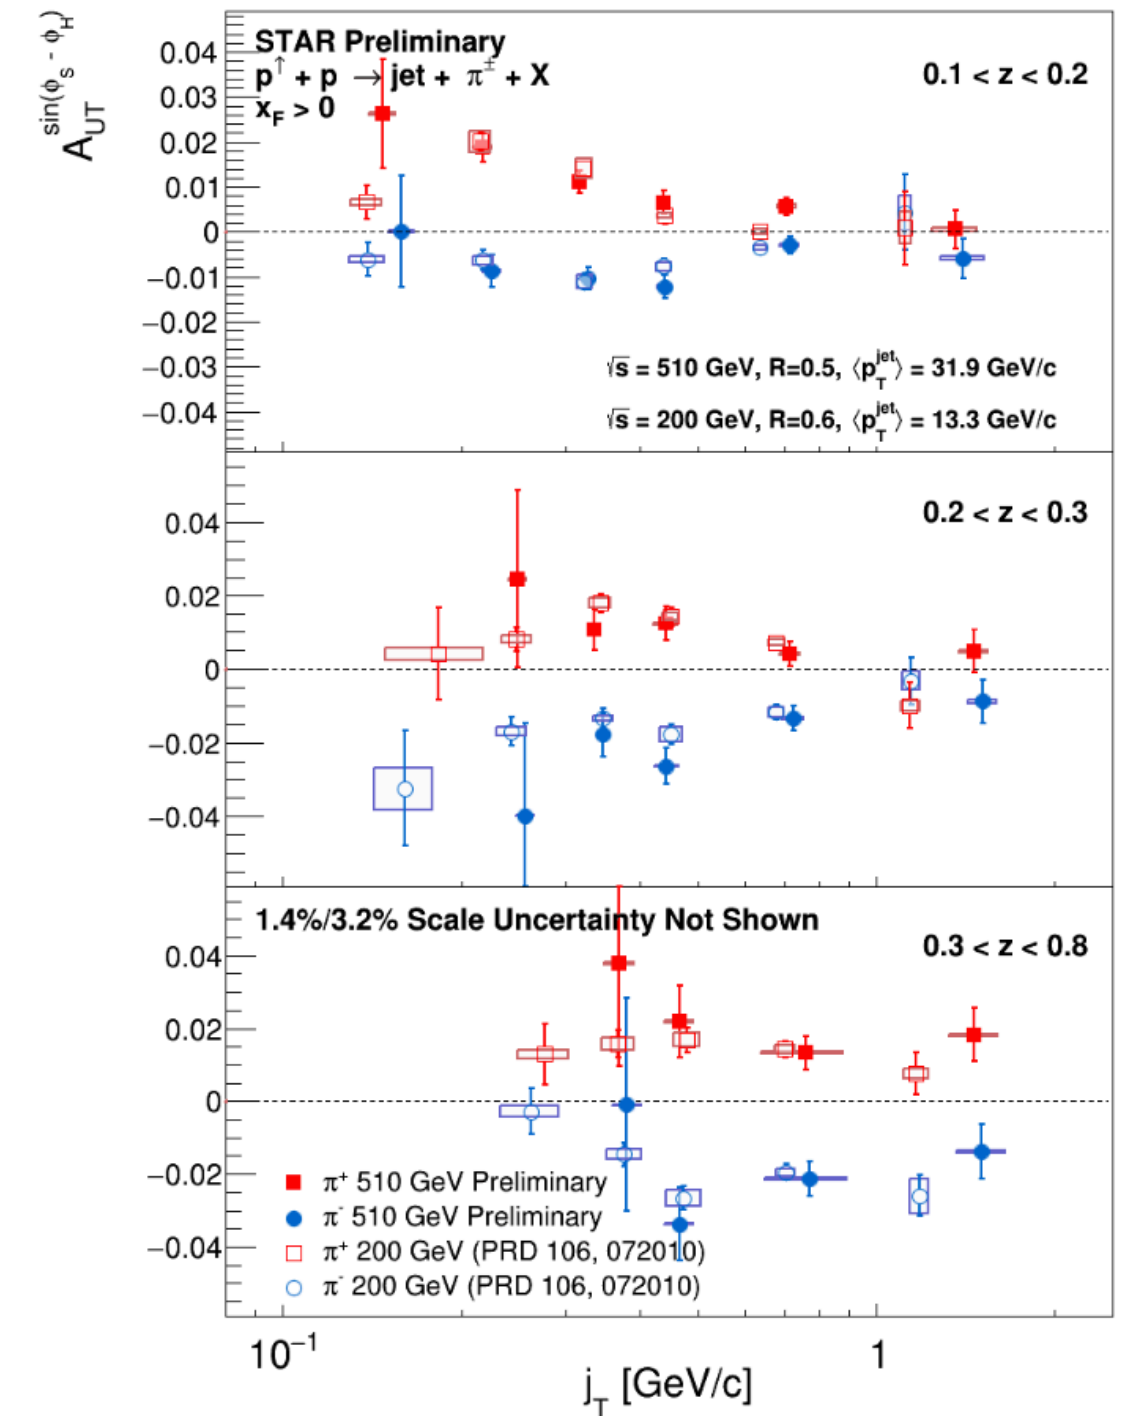 A_UT^sin(ϕ_S - ϕ_H)
STAR Preliminary
p↑ + p → jet + π± + X
x_F > 0
0.1 < z < 0.2
0.04
0.03
0.02
0.01
0
−0.01
−0.02
−0.03
−0.04
√s = 510 GeV, R=0.5, ⟨p_T^jet⟩ = 31.9 GeV/c
√s = 200 GeV, R=0.6, ⟨p_T^jet⟩ = 13.3 GeV/c
0.2 < z < 0.3
0.04
0.02
0
−0.02
−0.04
1.4%/3.2% Scale Uncertainty Not Shown
0.3 < z < 0.8
0.04
0.02
0
−0.02
−0.04
π⁺ 510 GeV Preliminary
π⁻ 510 GeV Preliminary
π⁺ 200 GeV (PRD 106, 072010)
π⁻ 200 GeV (PRD 106, 072010)
10⁻¹ 1
j_T [GeV/c]